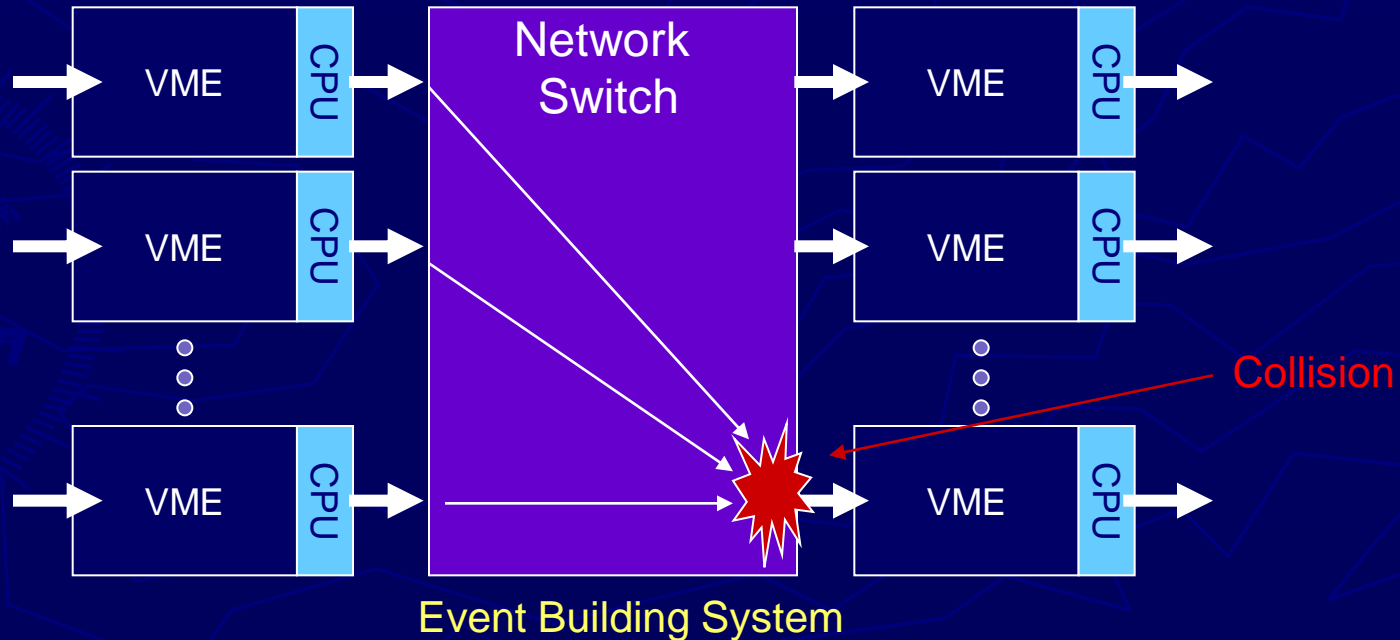 Network
Switch
VME
CPU
VME
CPU
VME
CPU
VME
CPU
Collision
VME
CPU
VME
CPU
Event Building System